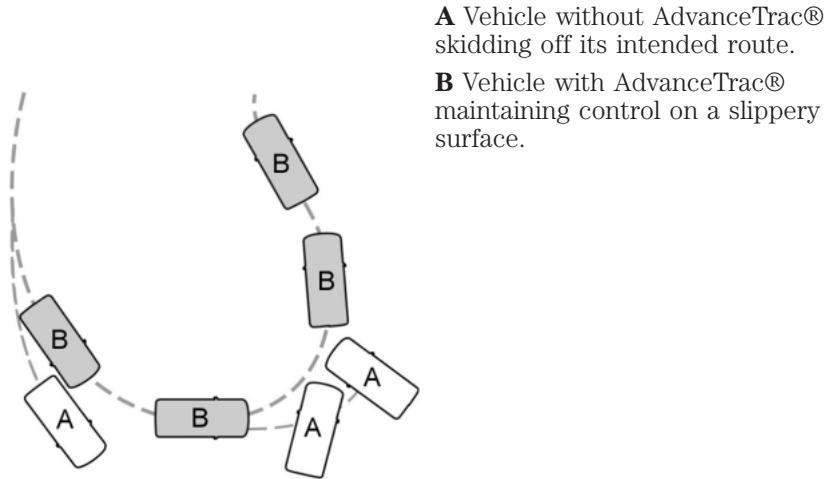 A Vehicle without AdvanceTrac®
skidding off its intended route.
B Vehicle with AdvanceTrac®
maintaining control on a slippery
surface.
B
B
B
A
B
A
A